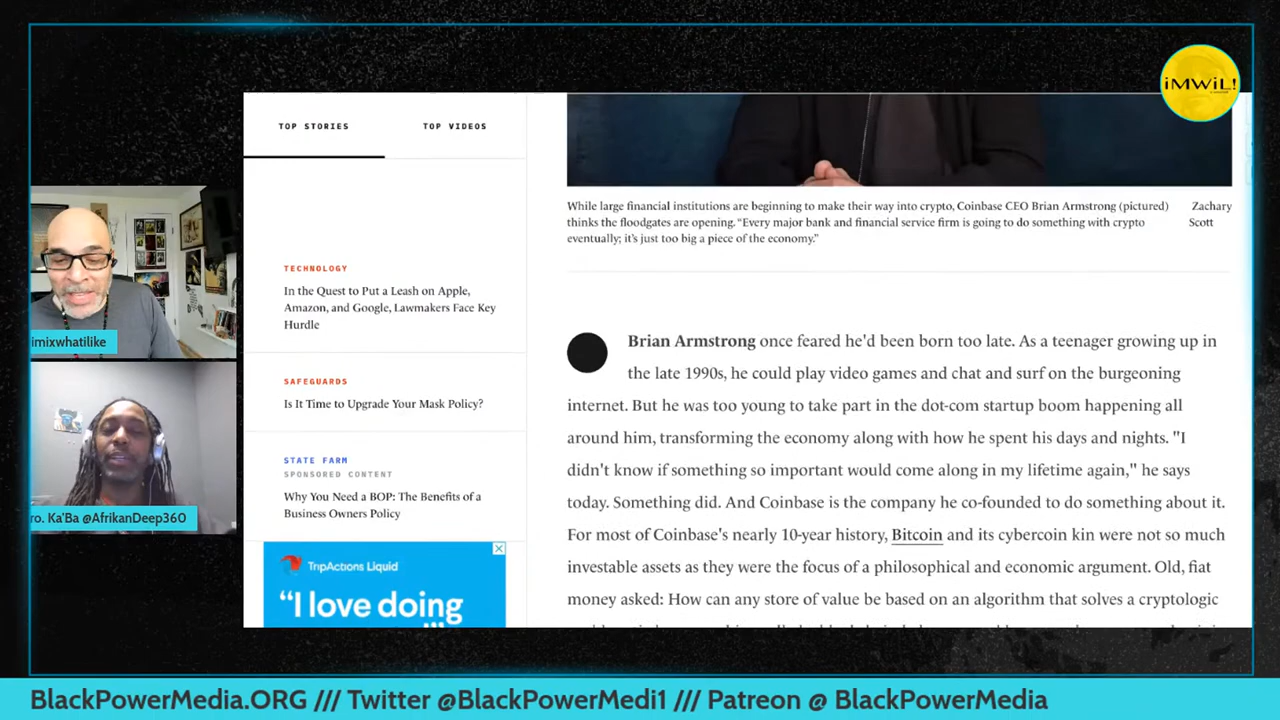 iMWiL!
TOP STORIES
TOP VIDEOS
TECHNOLOGY
In the Quest to Put a Leash on Apple,
Amazon, and Google, Lawmakers Face Key
Hurdle
SAFEGUARDS
Is It Time to Upgrade Your Mask Policy?
STATE FARM
SPONSORED CONTENT
Why You Need a BOP: The Benefits of a
Business Owners Policy
TripActions Liquid
“I love doing
While large financial institutions are beginning to make their way into crypto, Coinbase CEO Brian Armstrong (pictured)
thinks the floodgates are opening. “Every major bank and financial service firm is going to do something with crypto
eventually; it’s just too big a piece of the economy.”
Zachary
Scott
Brian Armstrong once feared he'd been born too late. As a teenager growing up in
the late 1990s, he could play video games and chat and surf on the burgeoning
internet. But he was too young to take part in the dot-com startup boom happening all
around him, transforming the economy along with how he spent his days and nights. "I
didn't know if something so important would come along in my lifetime again," he says
today. Something did. And Coinbase is the company he co-founded to do something about it.
For most of Coinbase's nearly 10-year history, Bitcoin and its cybercoin kin were not so much
investable assets as they were the focus of a philosophical and economic argument. Old, fiat
money asked: How can any store of value be based on an algorithm that solves a cryptologic
imixwhatilike
ro. Ka'Ba @AfrikanDeep360
BlackPowerMedia.ORG /// Twitter @BlackPowerMedi1 /// Patreon @ BlackPowerMedia